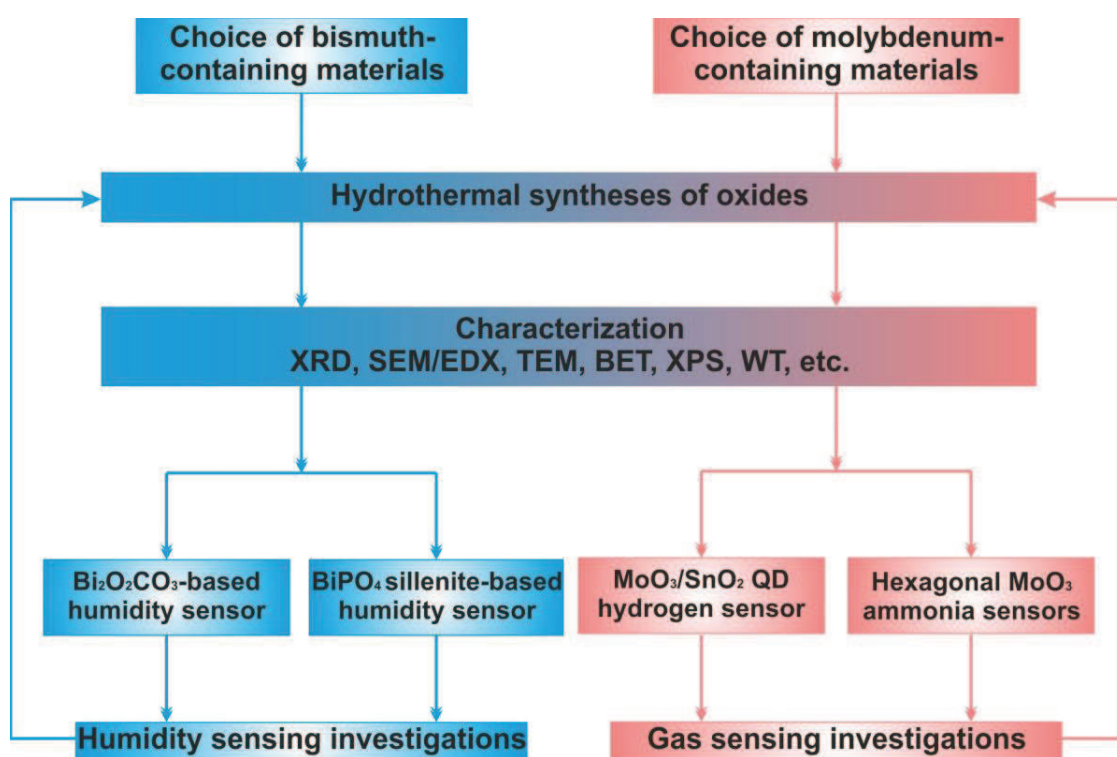 Choice of bismuth-
containing materials
Choice of molybdenum-
containing materials
Hydrothermal syntheses of oxides
Characterization
XRD, SEM/EDX, TEM, BET, XPS, WT, etc.
Bi₂O₂CO₃-based
humidity sensor
BiPO₄ sillenite-based
humidity sensor
MoO₃/SnO₂ QD
hydrogen sensor
Hexagonal MoO₃
ammonia sensors
Humidity sensing investigations
Gas sensing investigations